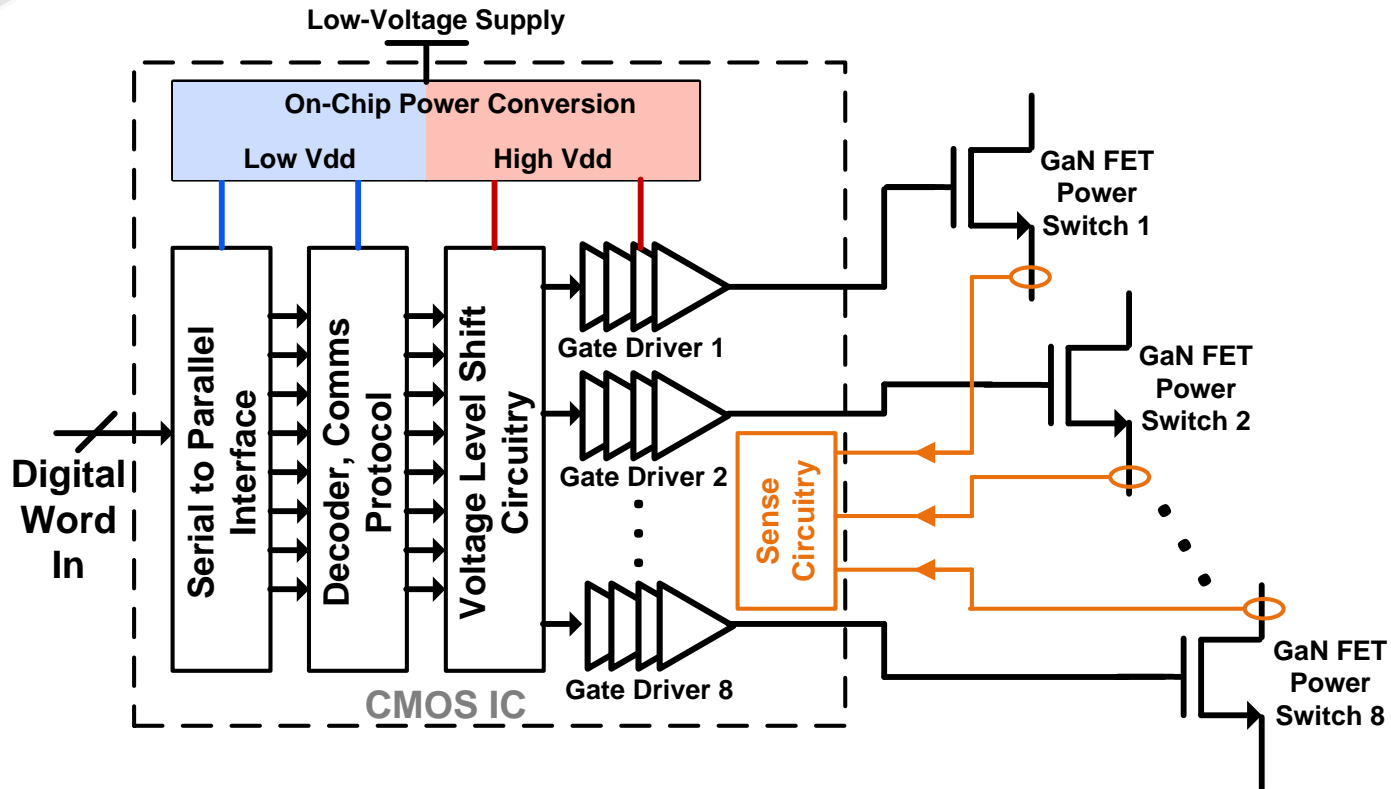 Low-Voltage Supply
On-Chip Power Conversion
Low Vdd
High Vdd
Digital
Word
In
Serial to Parallel
Interface
Decoder, Comms
Protocol
Voltage Level Shift
Circuitry
Gate Driver 1
Gate Driver 2
Gate Driver 8
Sense
Circuitry
CMOS IC
GaN FET
Power
Switch 1
GaN FET
Power
Switch 2
GaN FET
Power
Switch 8